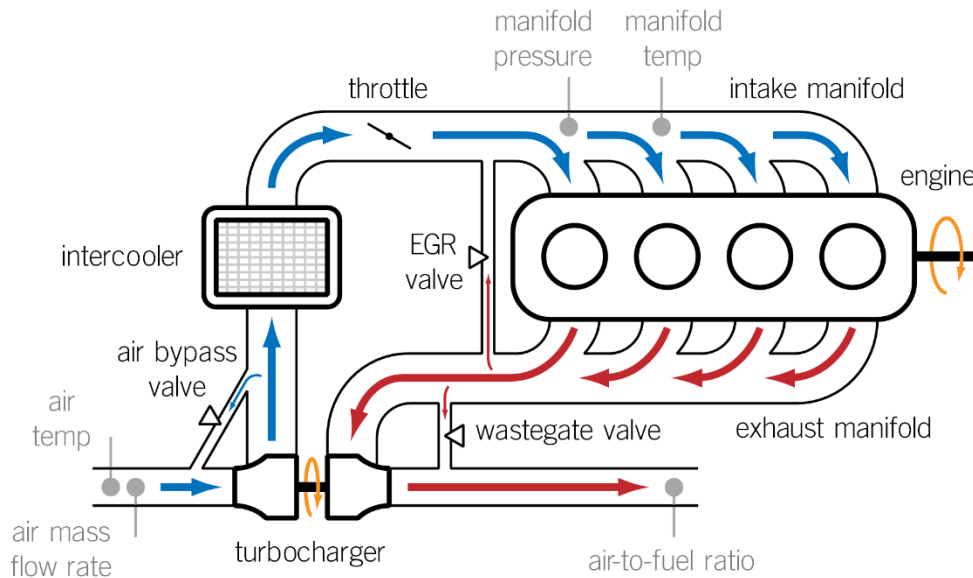 manifold
pressure
manifold
temp
throttle
intake manifold
engine
EGR
valve
intercooler
air bypass
valve
air
temp
wastegate valve
exhaust manifold
air mass
flow rate
turbocharger
air-to-fuel ratio